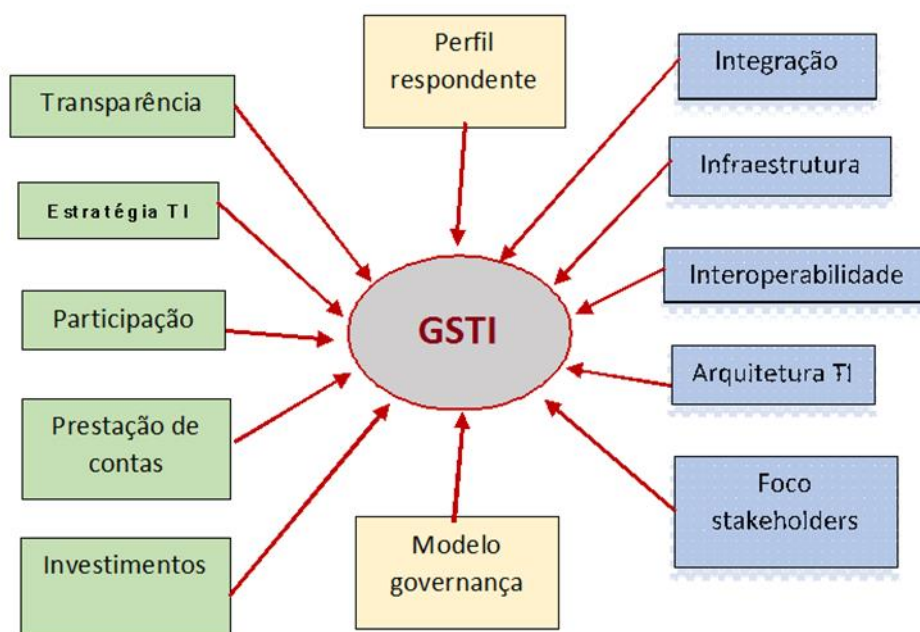 Perfil
respondente
Integração
Transparência
Infraestrutura
Estratégia TI
Interoperabilidade
Participação
GSTI
Arquitetura TI
Prestação de
contas
Foco
stakeholders
Investimentos
Modelo
governança